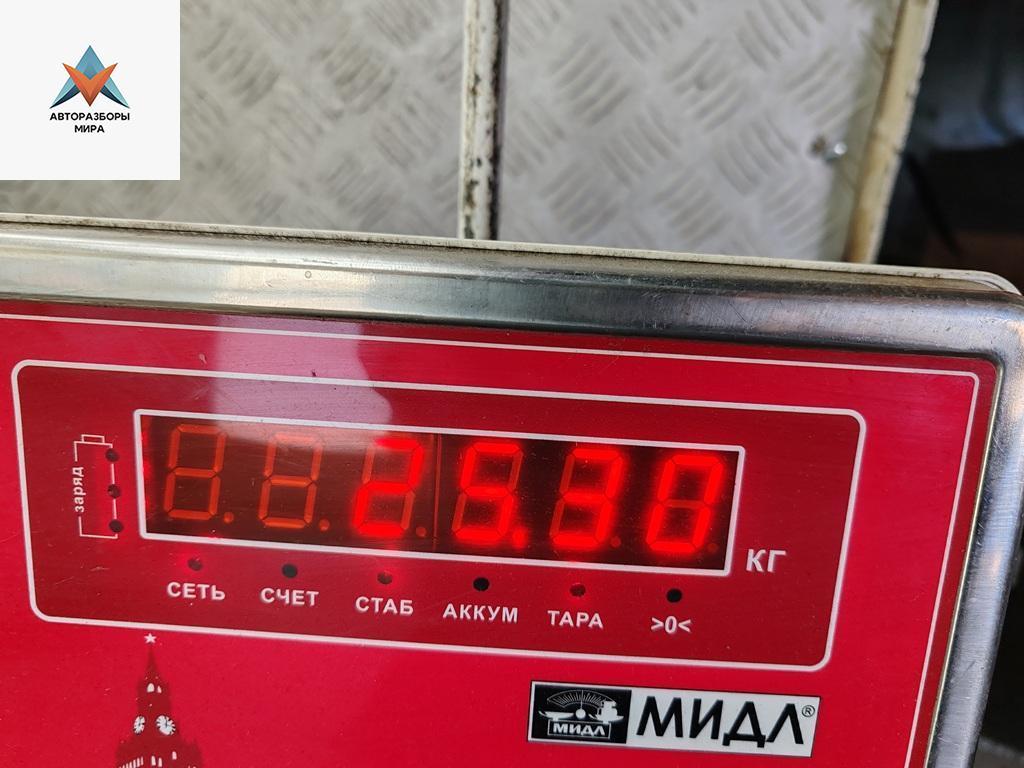 АВТОРАЗБОРЫ
МИРА
заряд
25.30
КГ
СЕТЬ СЧЕТ СТАБ АККУМ ТАРА >0<
МИДЛ МИДЛ®